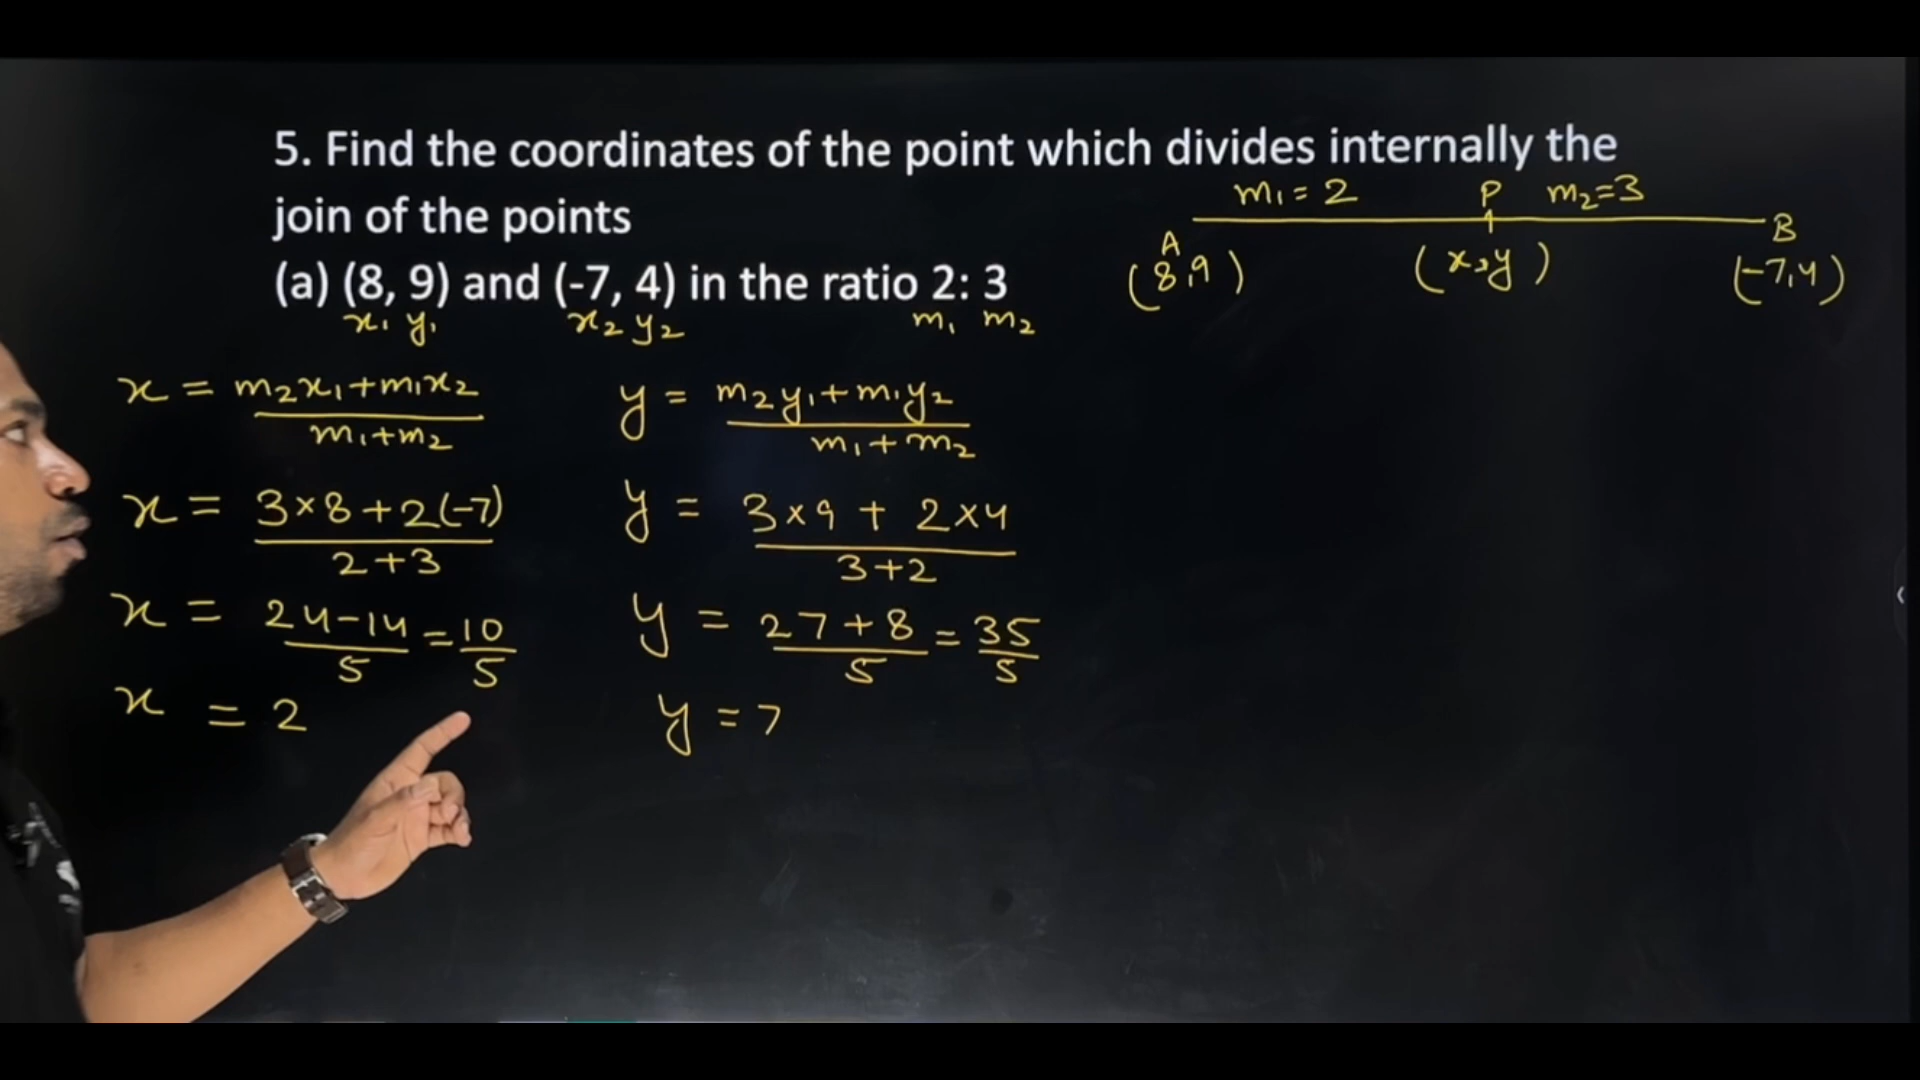 5. Find the coordinates of the point which divides internally the
m₁ = 2 P m₂=3
join of the points
A B
(a) (8, 9) and (-7, 4) in the ratio 2: 3
(8,9) (x,y) (-7,4)
x₁ y₁ x₂ y₂ m₁ m₂
x = m₂x₁+m₁x₂ / m₁+m₂ y = m₂y₁+m₁y₂ / m₁+m₂
x = 3×8+2(-7) / 2+3 y = 3×9 + 2×4 / 3+2
x = 24-14 / 5 = 10 / 5 y = 27+8 / 5 = 35 / 5
x = 2 y = 7